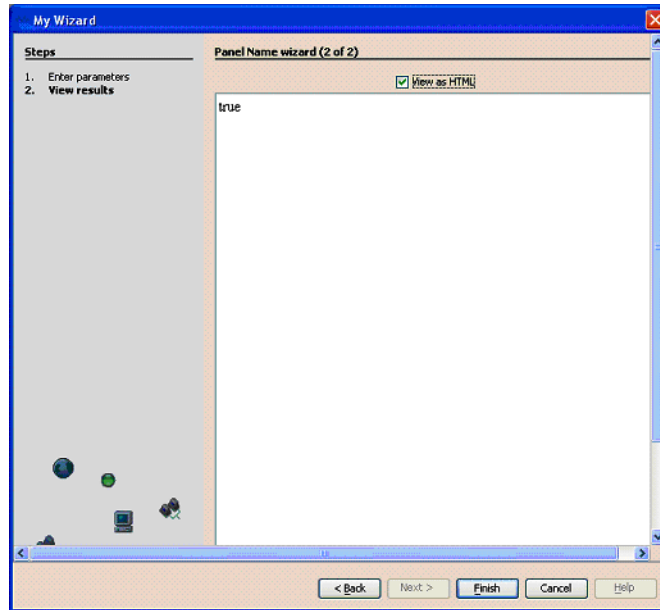 My Wizard
Steps
1. Enter parameters
2. View results
Panel Name wizard (2 of 2)
View as HTML
true
< Back
Next >
Finish
Cancel
Help